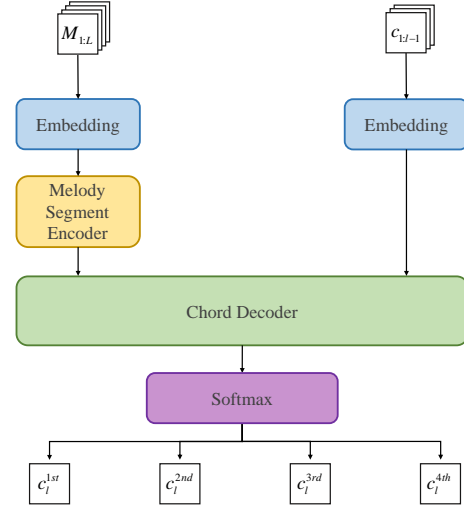 M1:L
c1:l−1
Embedding
Embedding
Melody
Segment
Encoder
Chord Decoder
Softmax
c_l^{1st}
c_l^{2nd}
c_l^{3rd}
c_l^{4th}